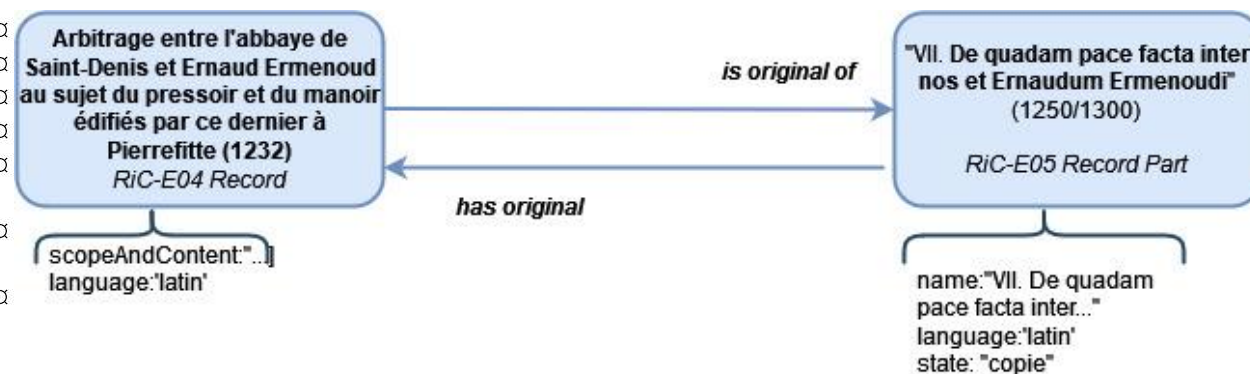 Arbitrage entre l'abbaye de
Saint-Denis et Ernaud Ermenoud
au sujet du pressoir et du manoir
édifiés par ce dernier à
Pierrefitte (1232)
RiC-E04 Record
scopeAndContent:"...]
language:'latin'
is original of
has original
"VII. De quadam pace facta inter
nos et Ernaudum Ermenoudi"
(1250/1300)
RiC-E05 Record Part
name:"VII. De quadam
pace facta inter..."
language:'latin'
state: "copie"